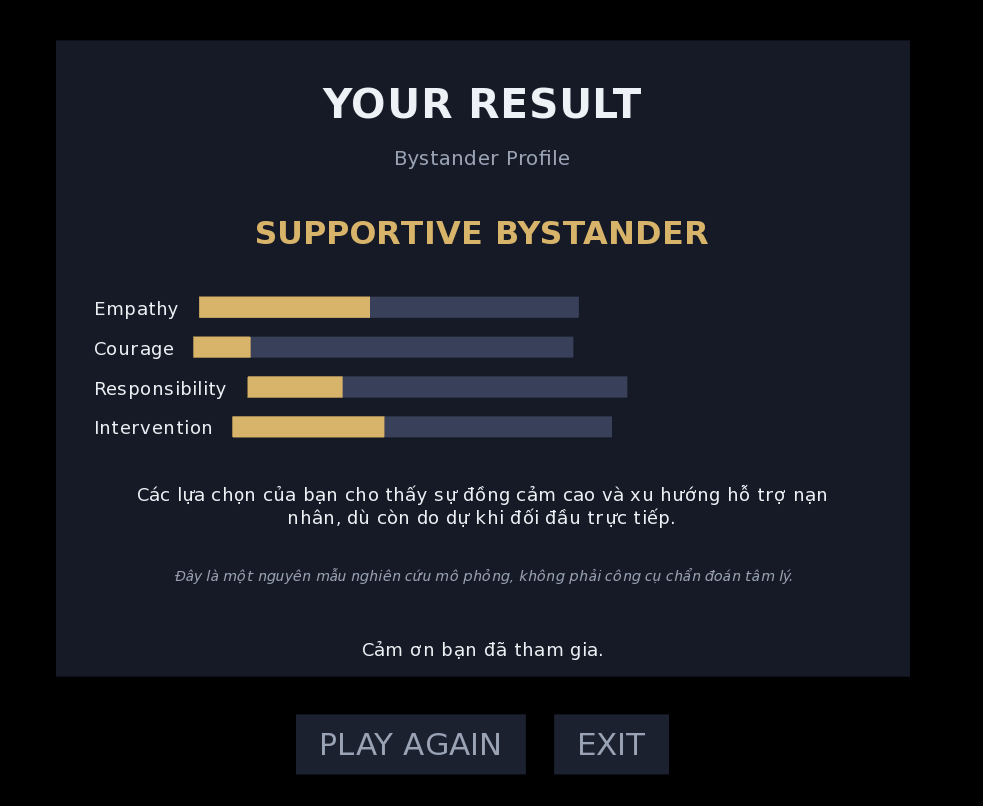 YOUR RESULT
Bystander Profile
SUPPORTIVE BYSTANDER
Empathy
Courage
Responsibility
Intervention
Các lựa chọn của bạn cho thấy sự đồng cảm cao và xu hướng hỗ trợ nạn
nhân, dù còn do dự khi đối đầu trực tiếp.
Đây là một nguyên mẫu nghiên cứu mô phỏng, không phải công cụ chẩn đoán tâm lý.
Cảm ơn bạn đã tham gia.
PLAY AGAIN
EXIT